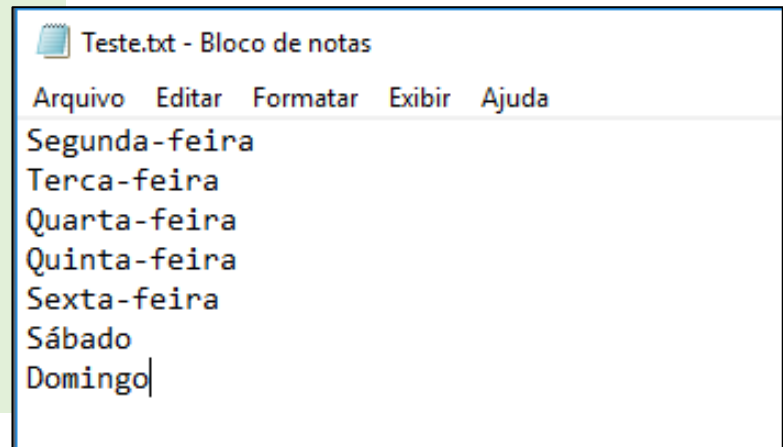 Teste.txt - Bloco de notas
Arquivo Editar Formatar Exibir Ajuda
Segunda-feira
Terca-feira
Quarta-feira
Quinta-feira
Sexta-feira
Sábado
Domingo